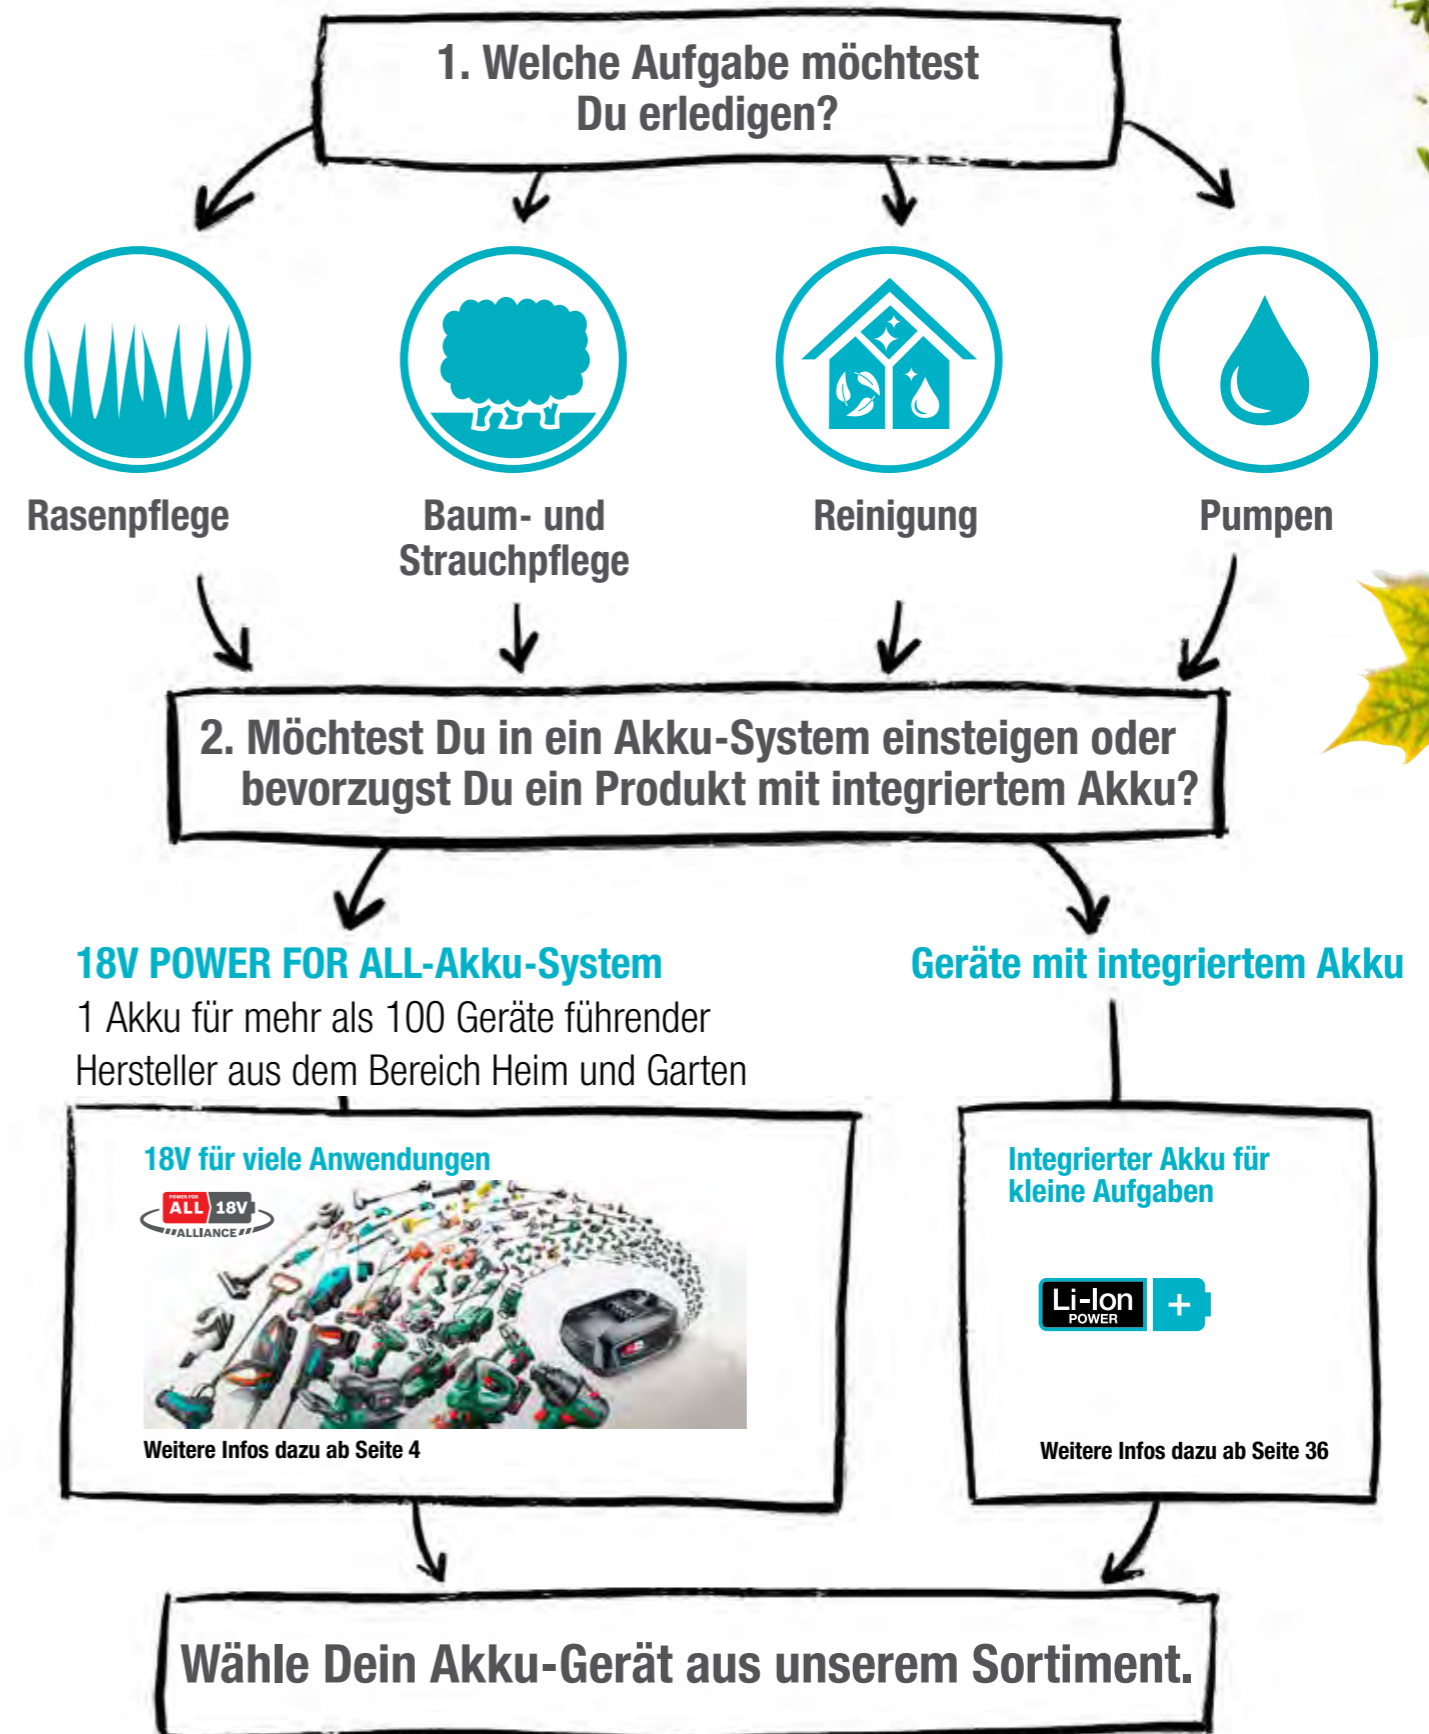 1. Welche Aufgabe möchtest
Du erledigen?
Rasenpflege
Baum- und
Strauchpflege
Reinigung
Pumpen
2. Möchtest Du in ein Akku-System einsteigen oder
bevorzugst Du ein Produkt mit integriertem Akku?
18V POWER FOR ALL-Akku-System
1 Akku für mehr als 100 Geräte führender
Hersteller aus dem Bereich Heim und Garten
Geräte mit integriertem Akku
18V für viele Anwendungen
POWER FOR
ALL 18V
ALLIANCE
Weitere Infos dazu ab Seite 4
Integrierter Akku für
kleine Aufgaben
Li-Ion +
POWER
Weitere Infos dazu ab Seite 36
Wähle Dein Akku-Gerät aus unserem Sortiment.